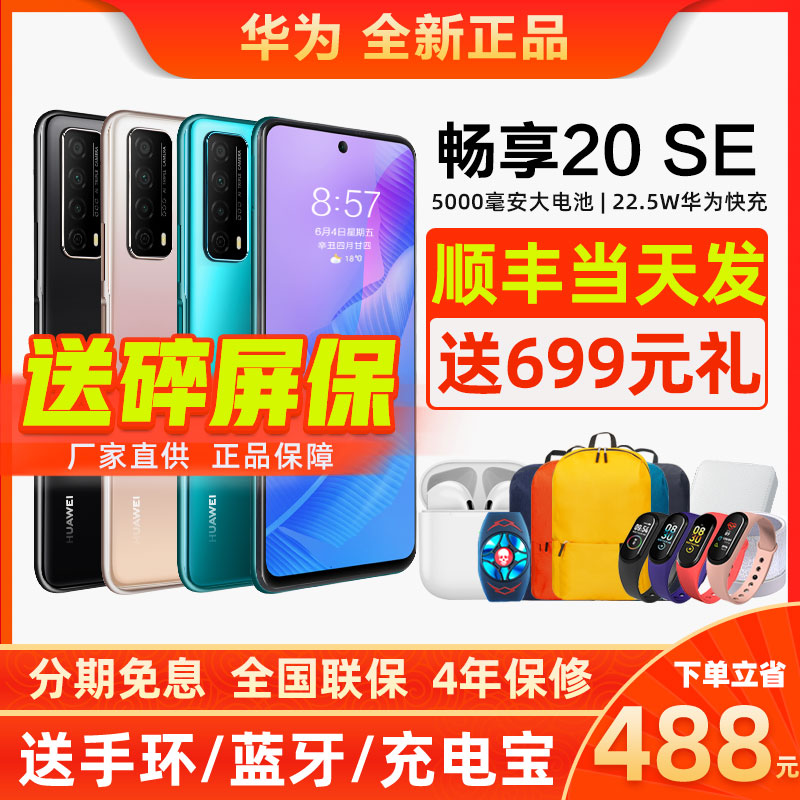 华为 全新正品
畅享20 SE
5000毫安大电池 | 22.5W华为快充
8:57
6月4日星期五
辛丑四月廿四
18°C
顺丰当天发
送699元礼
送碎屏保
厂家直供 正品保障
HUAWEI
HUAWEI
HUAWEI
分期免息 全国联保 4年保修
送手环/蓝牙/充电宝
下单立省
488元